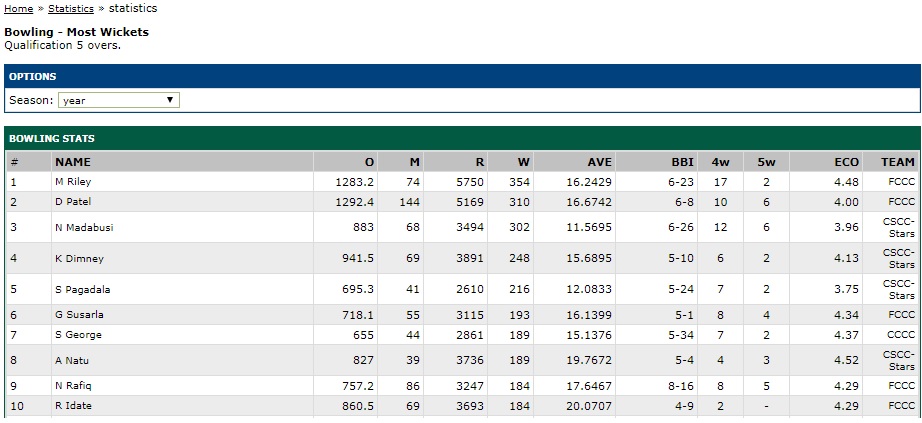 Home » Statistics » statistics
Bowling - Most Wickets
Qualification 5 overs.
OPTIONS
Season: year
BOWLING STATS
# NAME O M R W AVE BBI 4w 5w ECO TEAM
1 M Riley 1283.2 74 5750 354 16.2429 6-23 17 2 4.48 FCCC
2 D Patel 1292.4 144 5169 310 16.6742 6-8 10 6 4.00 FCCC
3 N Madabusi 883 68 3494 302 11.5695 6-26 12 6 3.96 CSCC-
Stars
4 K Dimney 941.5 69 3891 248 15.6895 5-10 6 2 4.13 CSCC-
Stars
5 S Pagadala 695.3 41 2610 216 12.0833 5-24 7 2 3.75 CSCC-
Stars
6 G Susarla 718.1 55 3115 193 16.1399 5-1 8 4 4.34 FCCC
7 S George 655 44 2861 189 15.1376 5-34 7 2 4.37 CCCC
8 A Natu 827 39 3736 189 19.7672 5-4 4 3 4.52 CSCC-
Stars
9 N Rafiq 757.2 86 3247 184 17.6467 8-16 8 5 4.29 FCCC
10 R Idate 860.5 69 3693 184 20.0707 4-9 2 - 4.29 FCCC